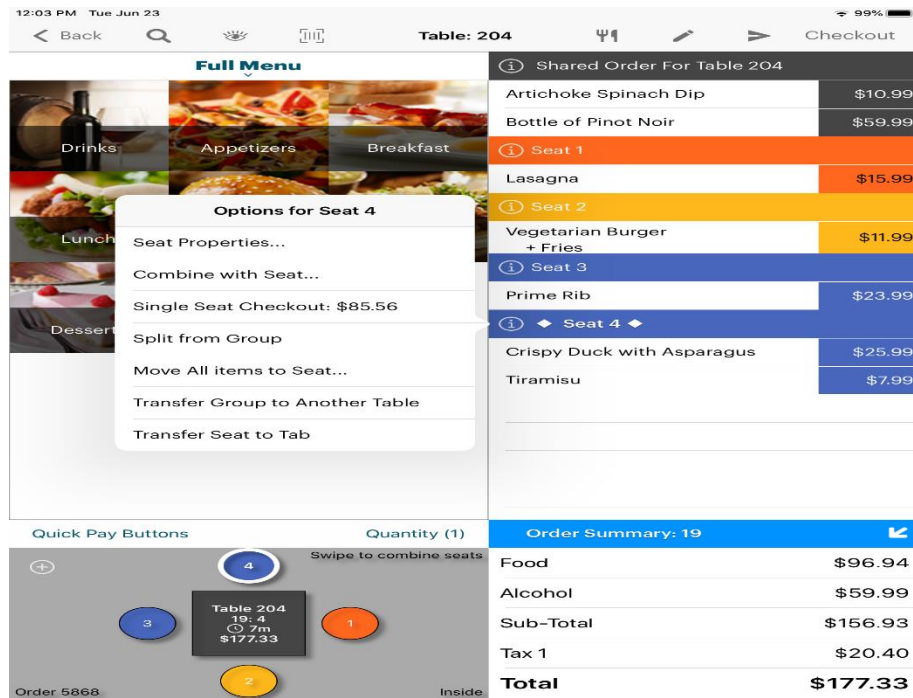 12:03 PM Tue Jun 23
99%
Back
Table: 204
Checkout
Full Menu
Drinks
Appetizers
Breakfast
Lunch
Dessert
Options for Seat 4
Seat Properties...
Combine with Seat...
Single Seat Checkout: $85.56
Split from Group
Move All items to Seat...
Transfer Group to Another Table
Transfer Seat to Tab
Shared Order For Table 204
Artichoke Spinach Dip $10.99
Bottle of Pinot Noir $59.99
Seat 1
Lasagna $15.99
Seat 2
Vegetarian Burger $11.99
+ Fries
Seat 3
Prime Rib $23.99
Seat 4
Crispy Duck with Asparagus $25.99
Tiramisu $7.99
Quick Pay Buttons
Quantity (1)
Swipe to combine seats
4
3
Table 204
19: 4
7m
$177.33
1
2
Order 5868
Inside
Order Summary: 19
Food $96.94
Alcohol $59.99
Sub-Total $156.93
Tax 1 $20.40
Total $177.33